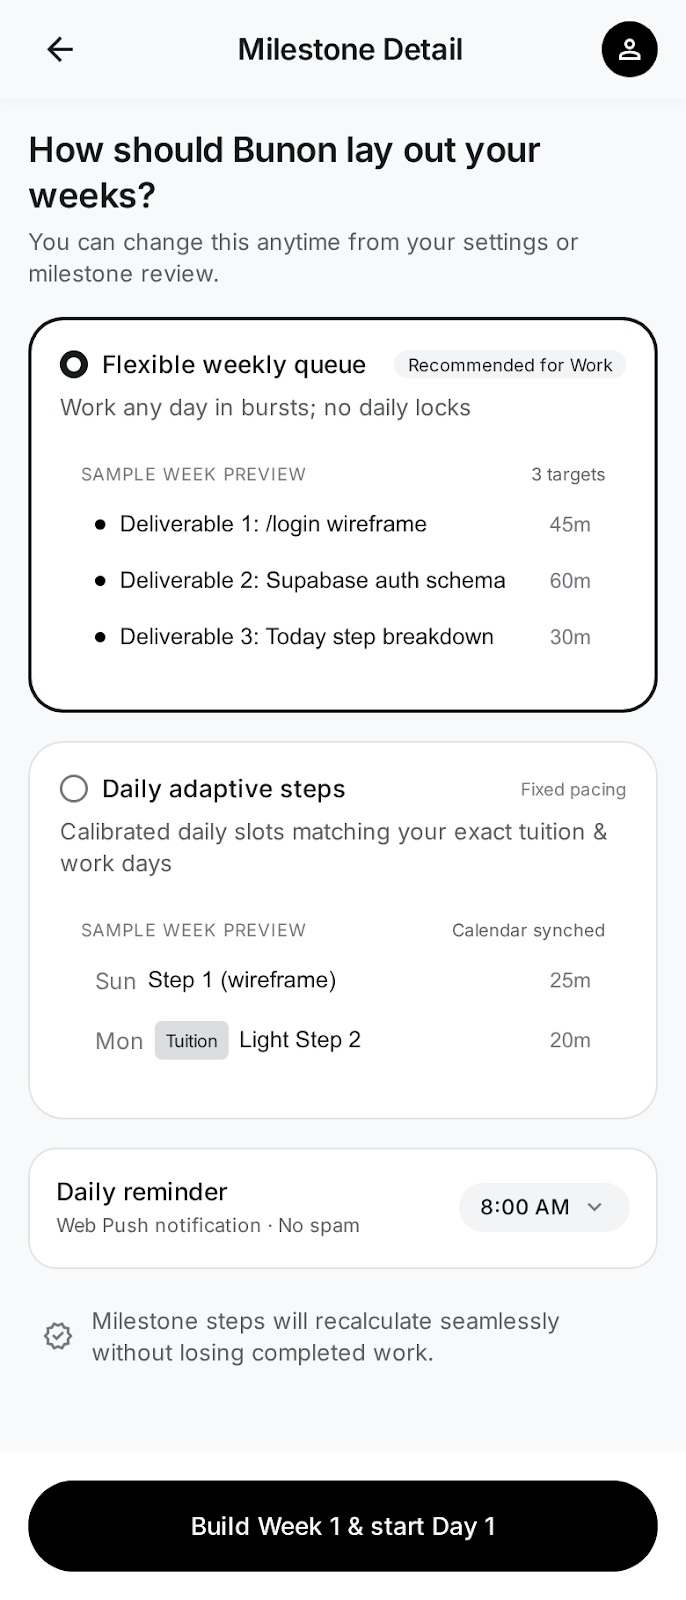 Milestone Detail
How should Bunon lay out your
weeks?
You can change this anytime from your settings or
milestone review.
Flexible weekly queue
Recommended for Work
Work any day in bursts; no daily locks
SAMPLE WEEK PREVIEW
3 targets
Deliverable 1: /login wireframe
45m
Deliverable 2: Supabase auth schema
60m
Deliverable 3: Today step breakdown
30m
Daily adaptive steps
Fixed pacing
Calibrated daily slots matching your exact tuition &
work days
SAMPLE WEEK PREVIEW
Calendar synched
Sun Step 1 (wireframe)
25m
Mon Tuition Light Step 2
20m
Daily reminder
Web Push notification · No spam
8:00 AM
Milestone steps will recalculate seamlessly
without losing completed work.
Build Week 1 & start Day 1